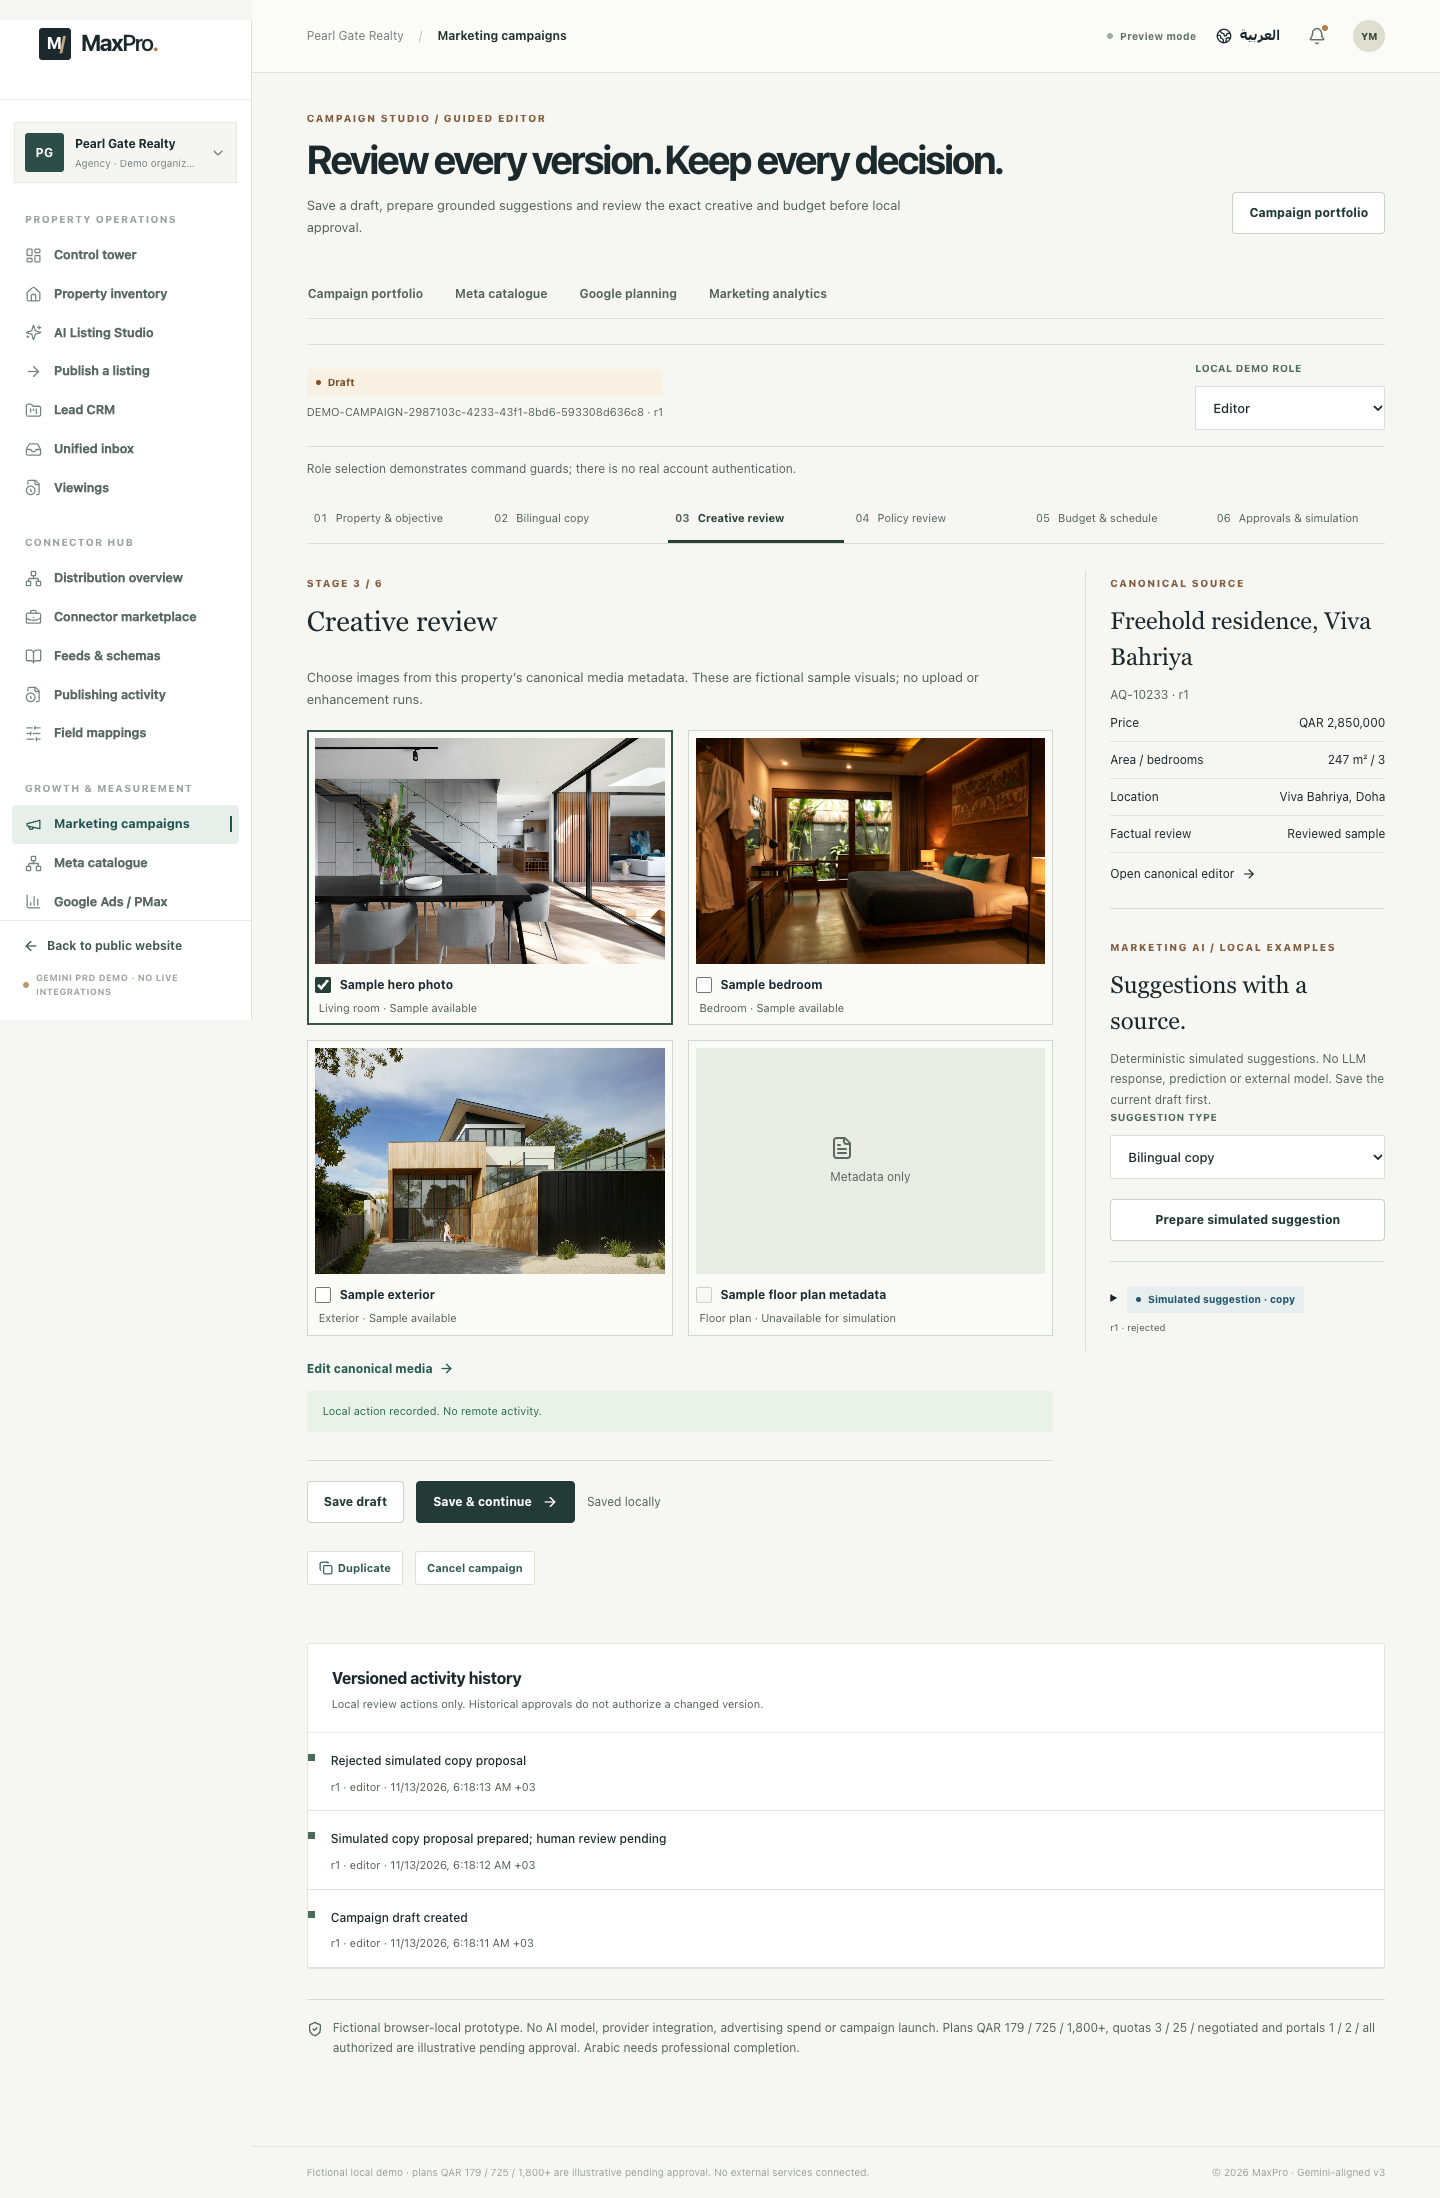 M/ MaxPro.
PG
Pearl Gate Realty
Agency · Demo organiz...
PROPERTY OPERATIONS
Control tower
Property inventory
AI Listing Studio
Publish a listing
Lead CRM
Unified inbox
Viewings
CONNECTOR HUB
Distribution overview
Connector marketplace
Feeds & schemas
Publishing activity
Field mappings
GROWTH & MEASUREMENT
Marketing campaigns
Meta catalogue
Google Ads / PMax
Back to public website
GEMINI PRD DEMO · NO LIVE
INTEGRATIONS
Pearl Gate Realty / Marketing campaigns
Preview mode
العربية
YM
CAMPAIGN STUDIO / GUIDED EDITOR
Review every version. Keep every decision.
Save a draft, prepare grounded suggestions and review the exact creative and budget before local
approval.
Campaign portfolio
Campaign portfolio
Meta catalogue
Google planning
Marketing analytics
Draft
DEMO-CAMPAIGN-2987103c-4233-43f1-8bd6-593308d636c8 · r1
LOCAL DEMO ROLE
Editor
Role selection demonstrates command guards; there is no real account authentication.
01 Property & objective
02 Bilingual copy
03 Creative review
04 Policy review
05 Budget & schedule
06 Approvals & simulation
STAGE 3 / 6
Creative review
Choose images from this property's canonical media metadata. These are fictional sample visuals; no upload or
enhancement runs.
Sample hero photo
Living room · Sample available
Sample bedroom
Bedroom · Sample available
Sample exterior
Exterior · Sample available
Metadata only
Sample floor plan metadata
Floor plan · Unavailable for simulation
Edit canonical media
Local action recorded. No remote activity.
Save draft
Save & continue
Saved locally
Duplicate
Cancel campaign
CANONICAL SOURCE
Freehold residence, Viva
Bahriya
AQ-10233 · r1
Price QAR 2,850,000
Area / bedrooms 247 m² / 3
Location Viva Bahriya, Doha
Factual review Reviewed sample
Open canonical editor
MARKETING AI / LOCAL EXAMPLES
Suggestions with a
source.
Deterministic simulated suggestions. No LLM
response, prediction or external model. Save the
current draft first.
SUGGESTION TYPE
Bilingual copy
Prepare simulated suggestion
Simulated suggestion · copy
r1 · rejected
Versioned activity history
Local review actions only. Historical approvals do not authorize a changed version.
Rejected simulated copy proposal
r1 · editor · 11/13/2026, 6:18:13 AM +03
Simulated copy proposal prepared; human review pending
r1 · editor · 11/13/2026, 6:18:12 AM +03
Campaign draft created
r1 · editor · 11/13/2026, 6:18:11 AM +03
Fictional browser-local prototype. No AI model, provider integration, advertising spend or campaign launch. Plans QAR 179 / 725 / 1,800+, quotas 3 / 25 / negotiated and portals 1 / 2 / all
authorized are illustrative pending approval. Arabic needs professional completion.
Fictional local demo · plans QAR 179 / 725 / 1,800+ are illustrative pending approval. No external services connected.
© 2026 MaxPro · Gemini-aligned v3